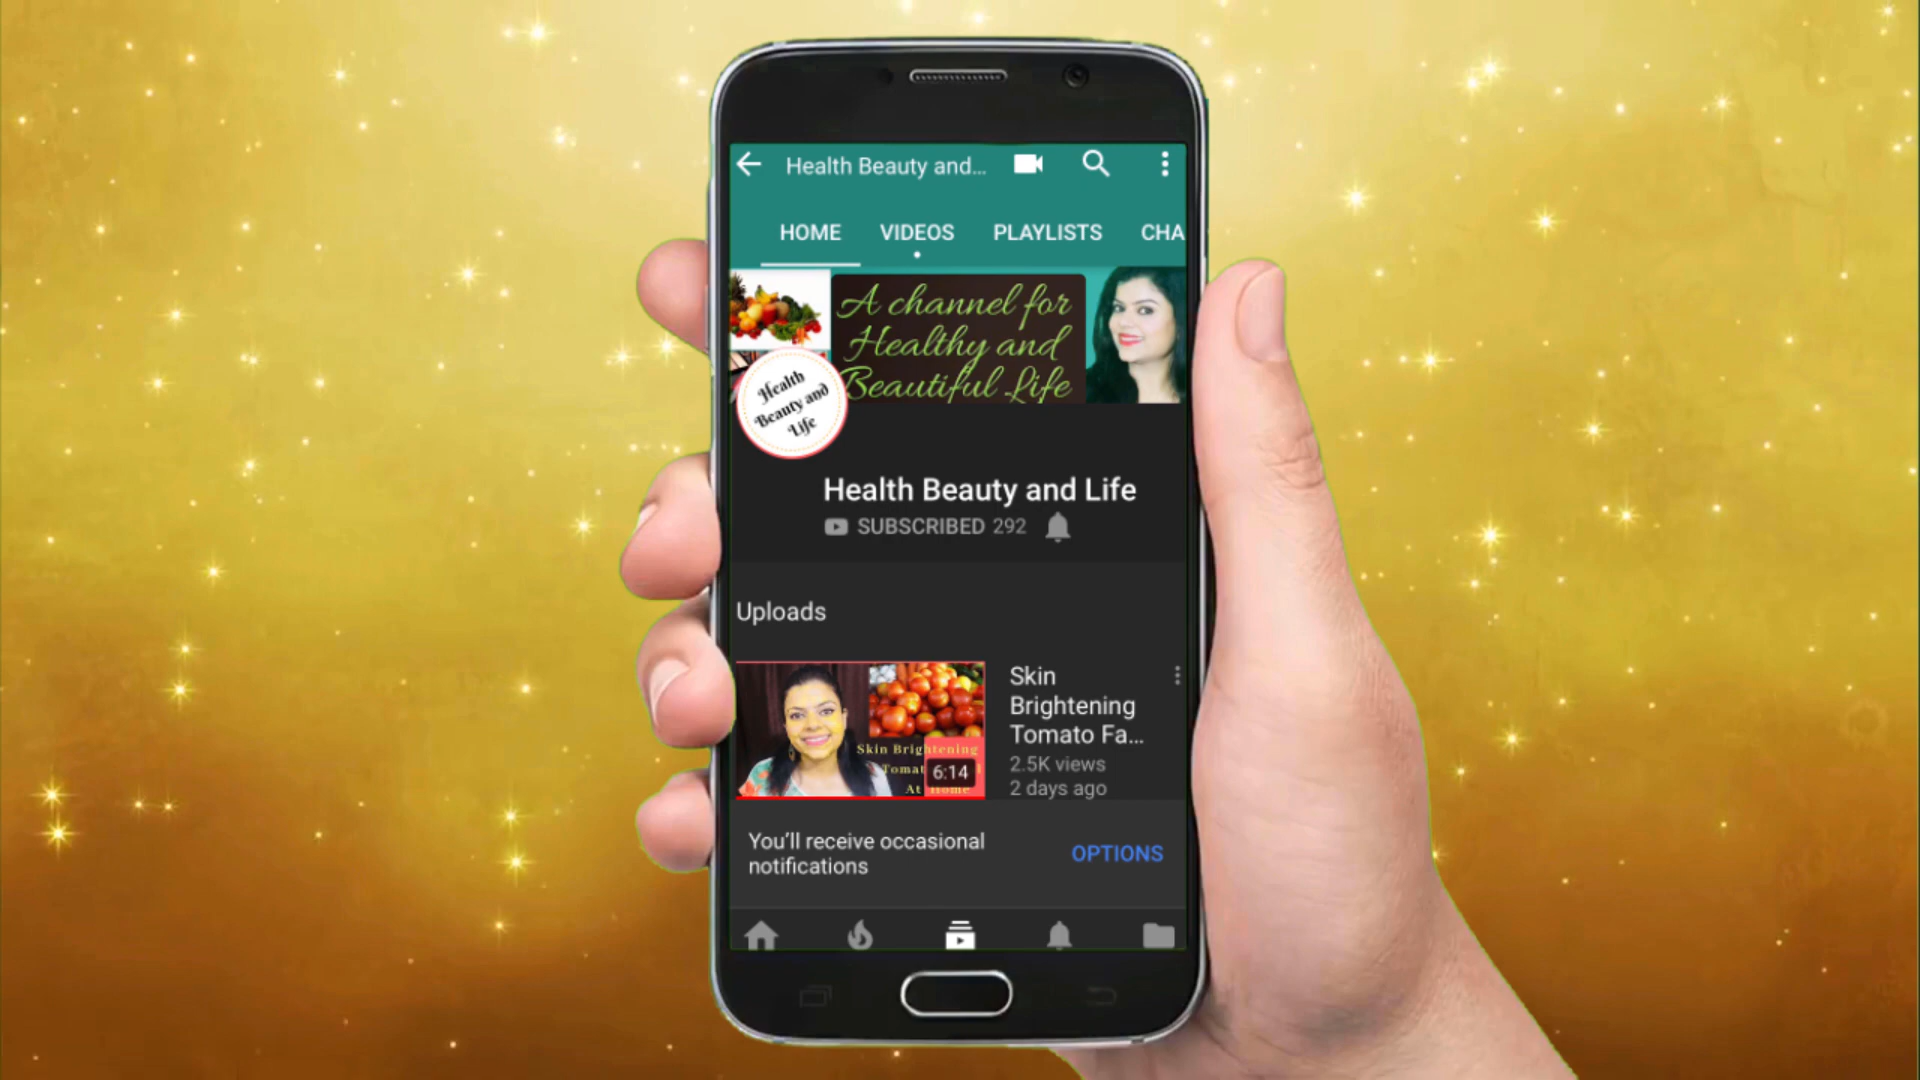 Health Beauty and...
HOME VIDEOS PLAYLISTS CHA
A channel for
Healthy and
Beautiful Life
Health
Beauty and
Life
Health Beauty and Life
SUBSCRIBED 292
Uploads
Skin
Brightening
Tomato Fa...
2.5K views
2 days ago
Skin Brightening
Tomat
At Home
6:14
You'll receive occasional
notifications
OPTIONS